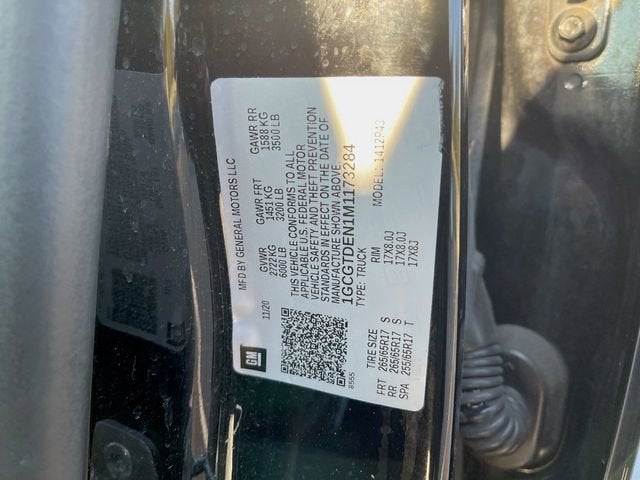 MFD BY GENERAL MOTORS LLC
11/20 GVWR GAWR FRT GAWR RR
2722 KG 1451 KG 1588 KG
6000 LB 3200 LB 3500 LB
THIS VEHICLE CONFORMS TO ALL
APPLICABLE U.S. FEDERAL MOTOR
VEHICLE SAFETY AND THEFT PREVENTION
STANDARDS IN EFFECT ON THE DATE OF
MANUFACTURE SHOWN ABOVE.
1GCGTDEN1M1173284
TYPE: TRUCK MODEL: 1412P43
GM
8555
TIRE SIZE RIM
FRT 265/65R17 S 17X8.0J
RR 265/65R17 S 17X8.0J
SPA 255/65R17 T 17X8J